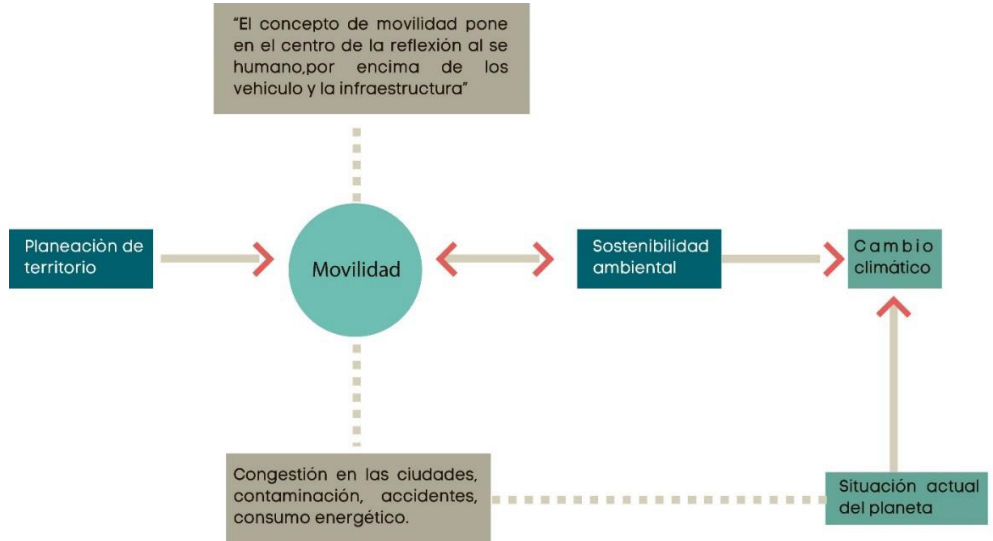 “El concepto de movilidad pone
en el centro de la reflexión al se
humano,por encima de los
vehiculo y la infraestructura”
Planeaciòn de
territorio
Movilidad
Sostenibilidad
ambiental
Cambio
climático
Congestión en las ciudades,
contaminación, accidentes,
consumo energético.
Situación actual
del planeta